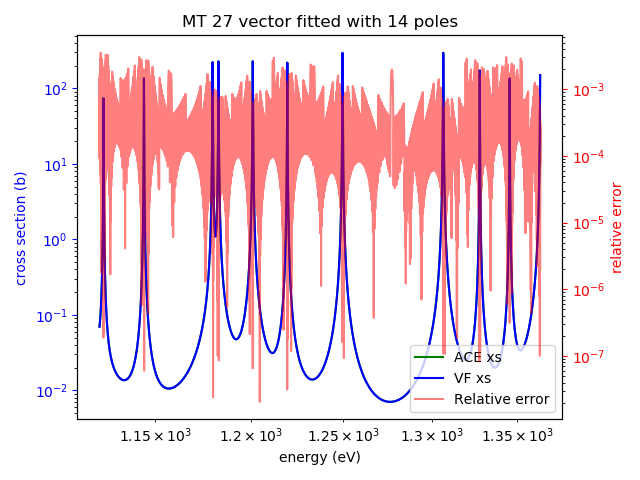 MT 27 vector fitted with 14 poles
cross section (b)
10²
10¹
10⁰
10⁻¹
10⁻²
10⁻³
10⁻⁴
10⁻⁵
10⁻⁶
10⁻⁷
relative error
ACE xs
VF xs
Relative error
1.15 × 10³ 1.2 × 10³ 1.25 × 10³ 1.3 × 10³ 1.35 × 10³
energy (eV)